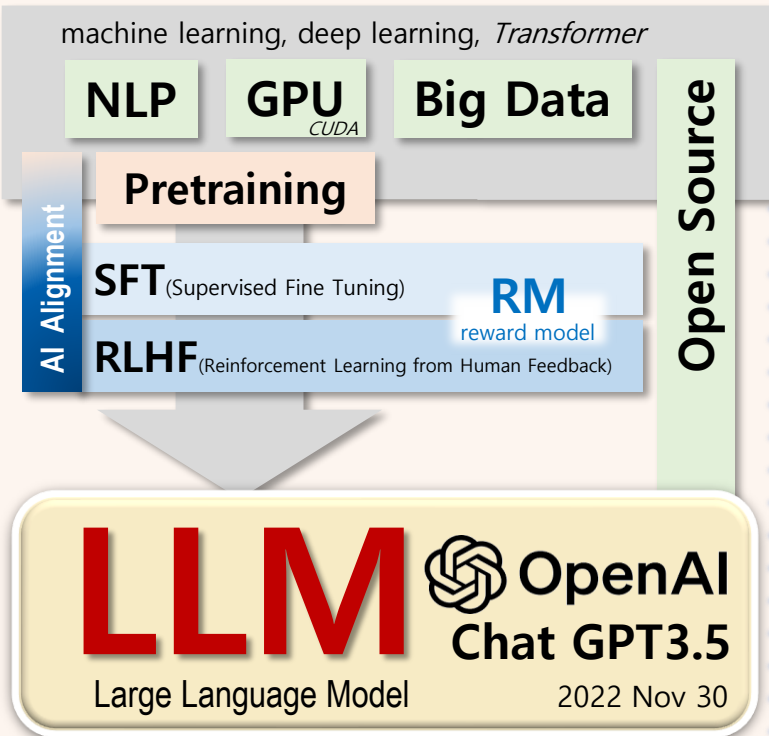 machine learning, deep learning, Transformer
NLP
GPU
CUDA
Big Data
Open Source
Pretraining
AI Alignment
SFT(Supervised Fine Tuning)
RM
reward model
RLHF(Reinforcement Learning from Human Feedback)
LLM
Large Language Model
OpenAI
Chat GPT3.5
2022 Nov 30